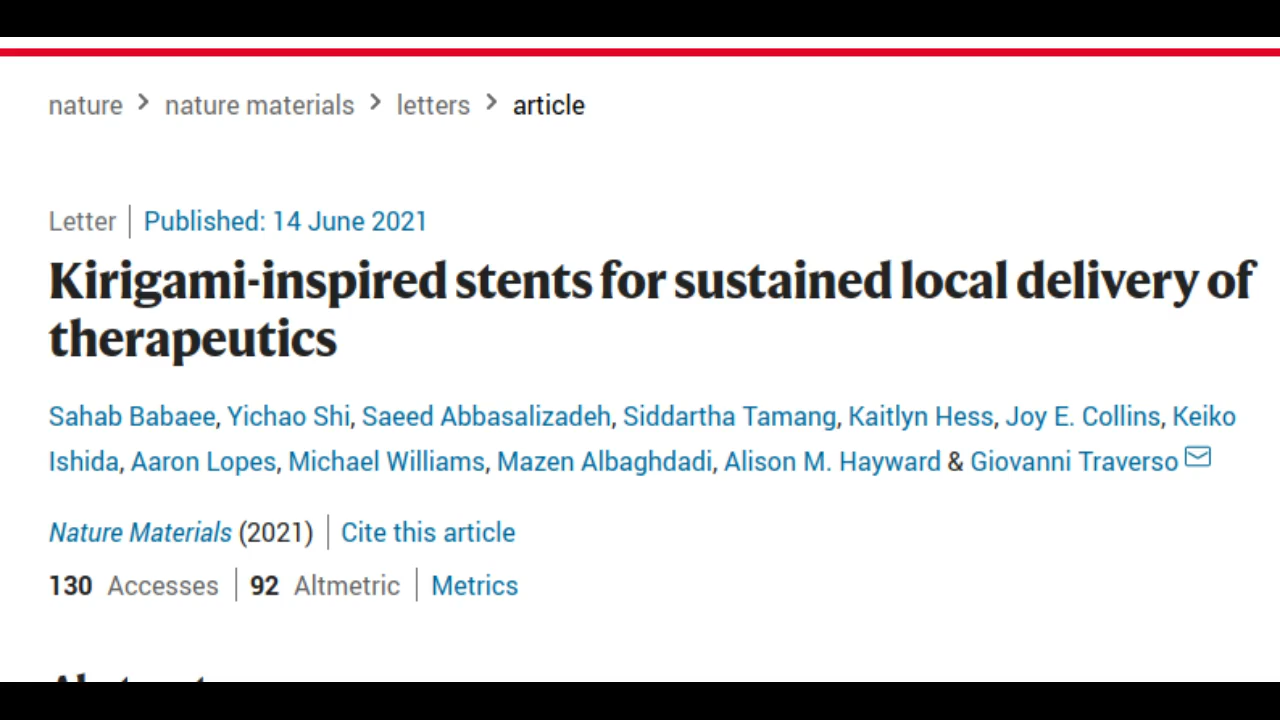 nature > nature materials > letters > article
Letter | Published: 14 June 2021
Kirigami-inspired stents for sustained local delivery of
therapeutics
Sahab Babaee, Yichao Shi, Saeed Abbasalizadeh, Siddartha Tamang, Kaitlyn Hess, Joy E. Collins, Keiko
Ishida, Aaron Lopes, Michael Williams, Mazen Albaghdadi, Alison M. Hayward & Giovanni Traverso
Nature Materials (2021) | Cite this article
130 Accesses | 92 Altmetric | Metrics